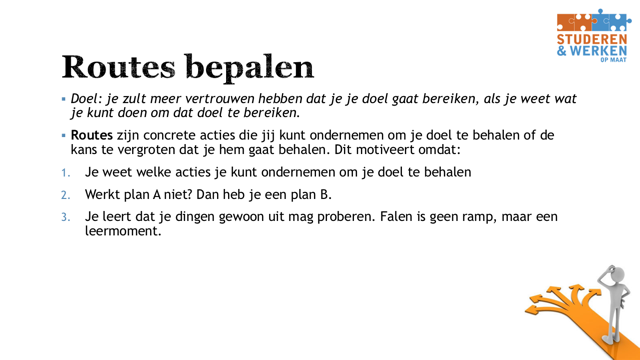 STUDEREN
& WERKEN
OP MAAT
Routes bepalen
▪ Doel: je zult meer vertrouwen hebben dat je je doel gaat bereiken, als je weet wat
je kunt doen om dat doel te bereiken.
▪ Routes zijn concrete acties die jij kunt ondernemen om je doel te behalen of de
kans te vergroten dat je hem gaat behalen. Dit motiveert omdat:
1. Je weet welke acties je kunt ondernemen om je doel te behalen
2. Werkt plan A niet? Dan heb je een plan B.
3. Je leert dat je dingen gewoon uit mag proberen. Falen is geen ramp, maar een
leermoment.